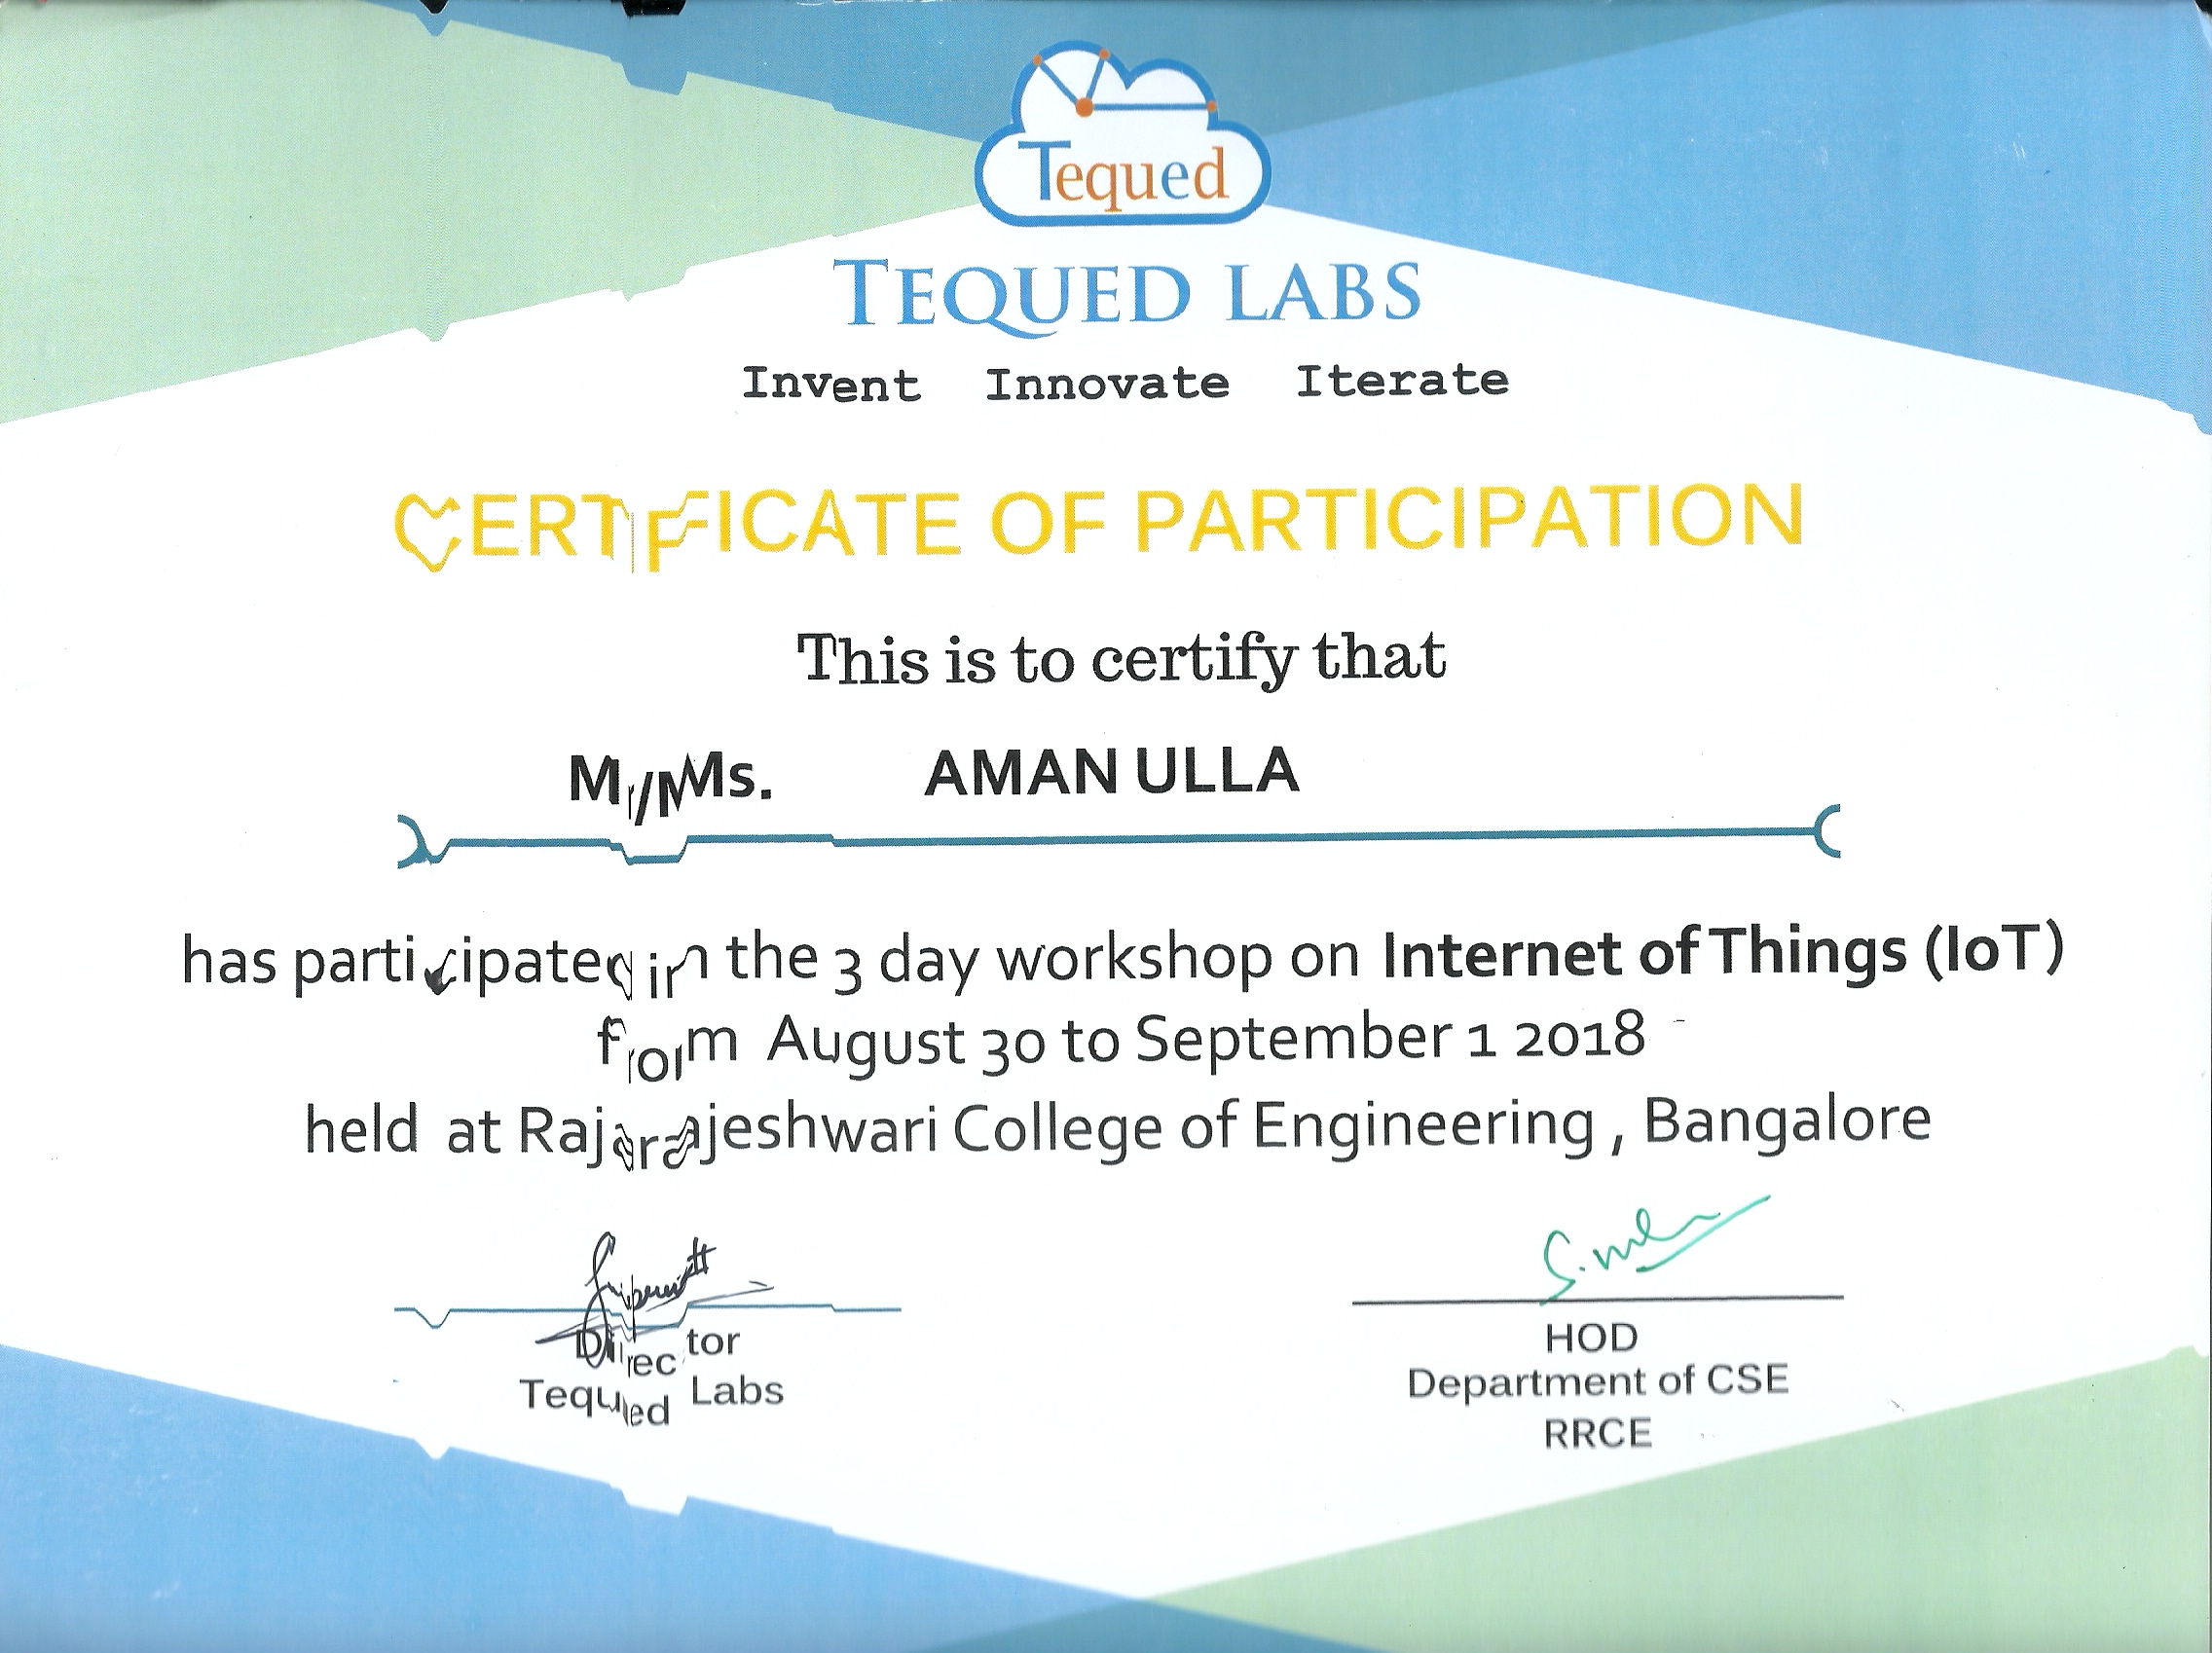 Tequed
TEQUED LABS
Invent Innovate Iterate
CERTIFICATE OF PARTICIPATION
This is to certify that
Mr/Ms. AMAN ULLA
has participated in the 3 day workshop on Internet of Things (IoT)
from August 30 to September 1 2018
held at Rajarajeshwari College of Engineering , Bangalore
Director
Tequed Labs
HOD
Department of CSE
RRCE